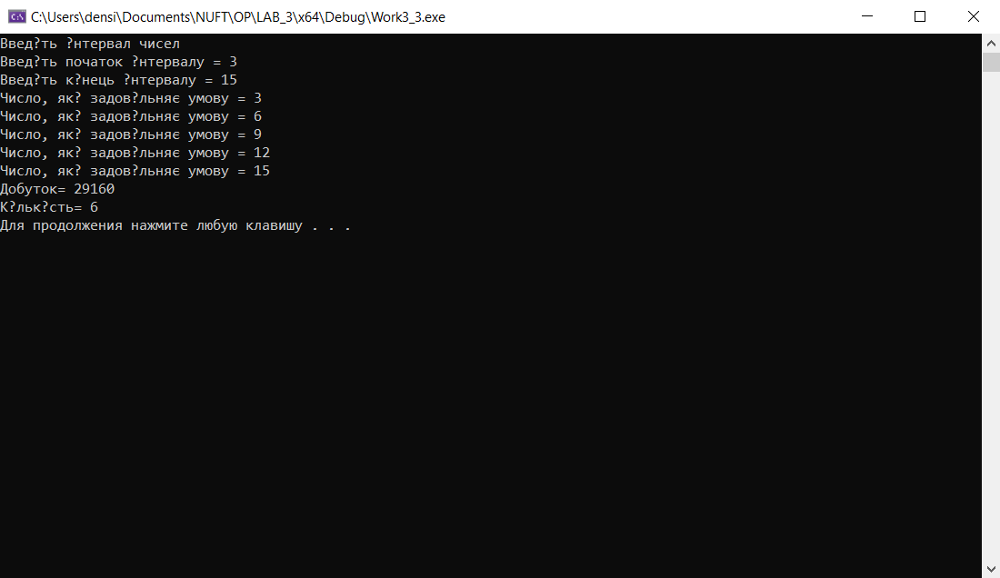 C:\Users\densi\Documents\NUFT\OP\LAB_3\x64\Debug\Work3_3.exe
Введ?ть ?нтервал чисел
Введ?ть початок ?нтервалу = 3
Введ?ть к?нець ?нтервалу = 15
Число, як? задов?льняє умову = 3
Число, як? задов?льняє умову = 6
Число, як? задов?льняє умову = 9
Число, як? задов?льняє умову = 12
Число, як? задов?льняє умову = 15
Добуток= 29160
К?льк?сть= 6
Для продолжения нажмите любую клавишу . . .